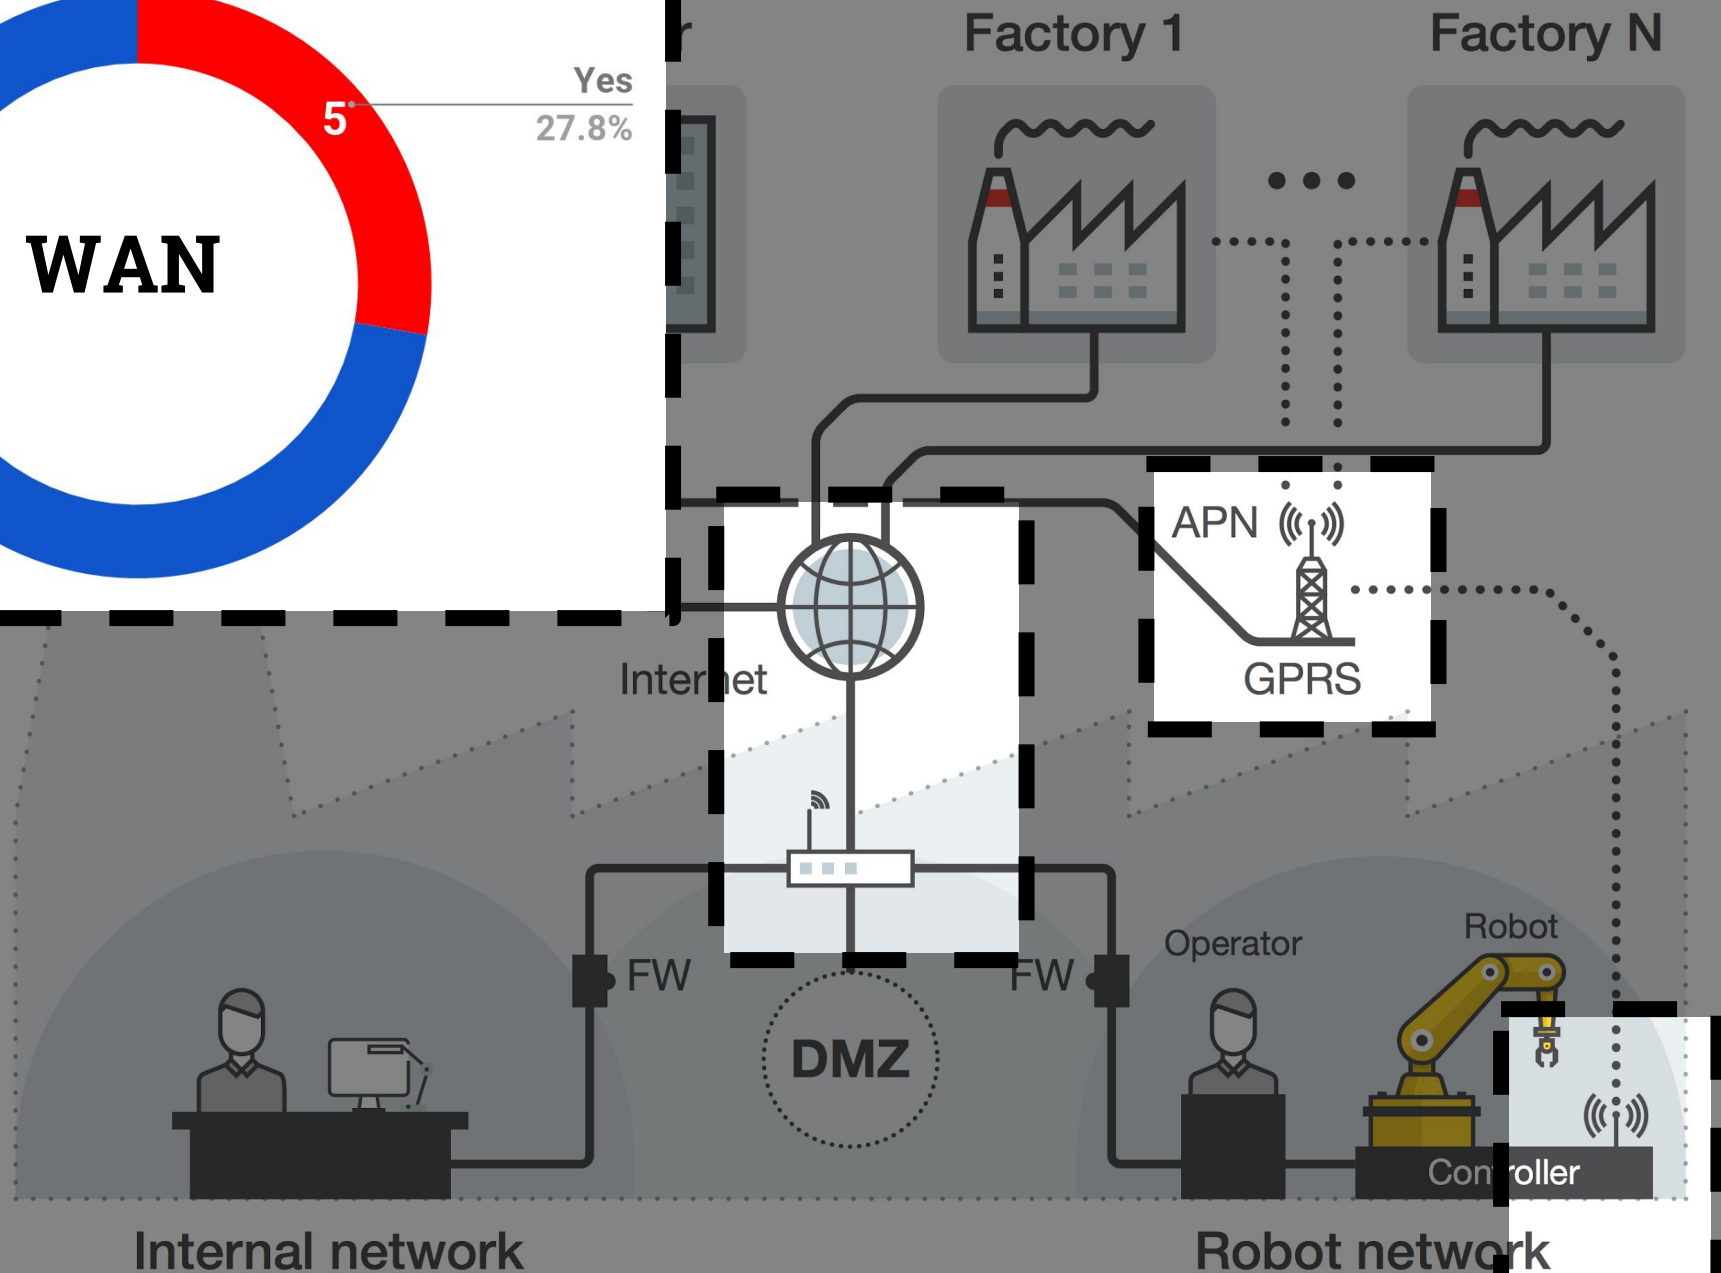 Factory 1
Factory N
Yes
5
27.8%
WAN
APN
Internet
GPRS
Robot
Operator
FW
FW
DMZ
Controller
Internal network
Robot network